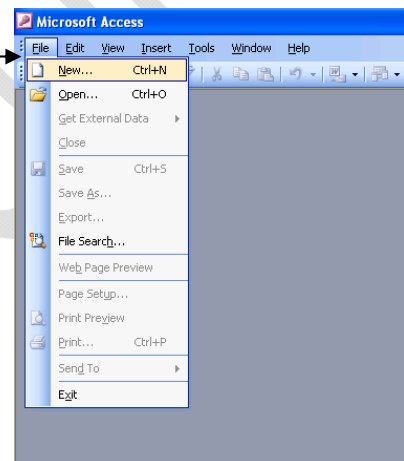 Microsoft Access
File Edit View Insert Tools Window Help
New... Ctrl+N
Open... Ctrl+O
Get External Data
Close
Save Ctrl+S
Save As...
Export...
File Search...
Web Page Preview
Page Setup...
Print Preview
Print... Ctrl+P
Send To
Exit